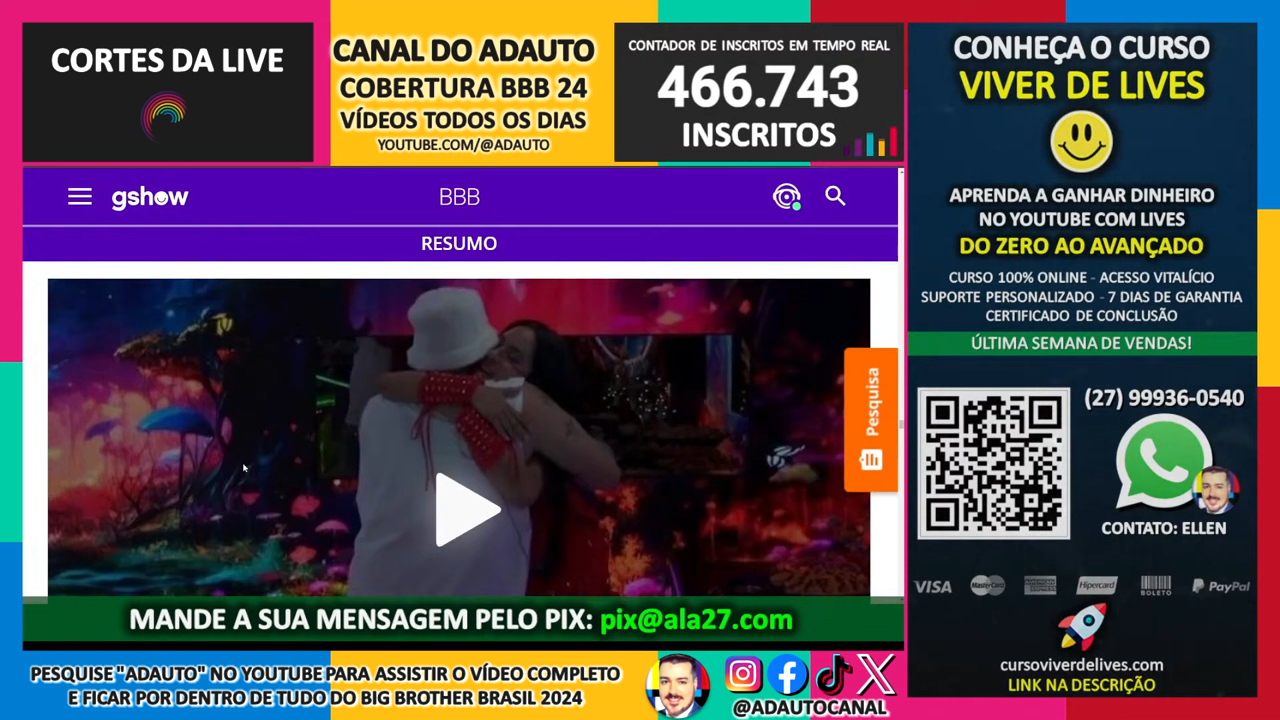 CORTES DA LIVE
CANAL DO ADAUTO
COBERTURA BBB 24
VÍDEOS TODOS OS DIAS
YOUTUBE.COM/@ADAUTO
CONTADOR DE INSCRITOS EM TEMPO REAL
466.743
INSCRITOS
CONHEÇA O CURSO
VIVER DE LIVES
APRENDA A GANHAR DINHEIRO
NO YOUTUBE COM LIVES
DO ZERO AO AVANÇADO
CURSO 100% ONLINE - ACESSO VITALÍCIO
SUPORTE PERSONALIZADO - 7 DIAS DE GARANTIA
CERTIFICADO DE CONCLUSÃO
ÚLTIMA SEMANA DE VENDAS!
(27) 99936-0540
CONTATO: ELLEN
VISA MasterCard AMERICAN EXPRESS Hipercard BOLETO PayPal
cursoviverdelives.com
LINK NA DESCRIÇÃO
gshow BBB
RESUMO
Pesquisa
MANDE A SUA MENSAGEM PELO PIX: pix@ala27.com
PESQUISE "ADAUTO" NO YOUTUBE PARA ASSISTIR O VÍDEO COMPLETO
E FICAR POR DENTRO DE TUDO DO BIG BROTHER BRASIL 2024
@ADAUTOCANAL